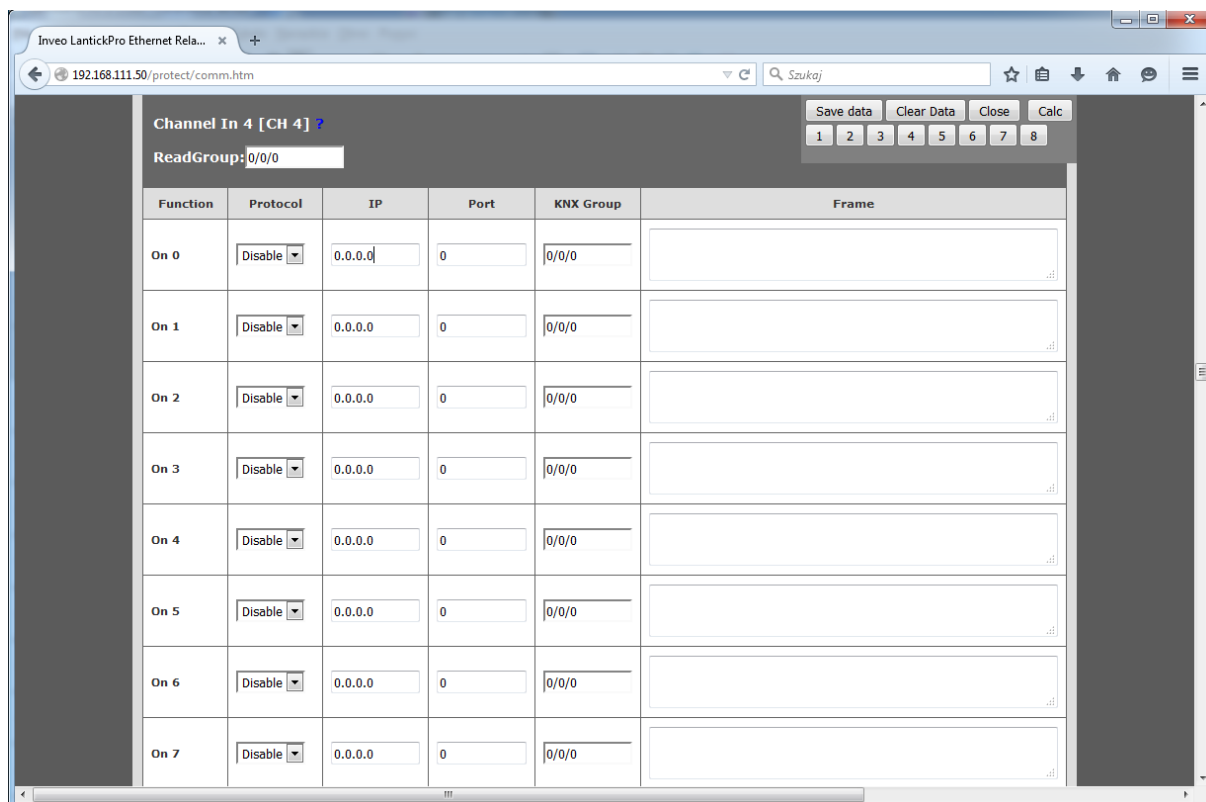 Inveo LantickPro Ethernet Rela...
192.168.111.50/protect/comm.htm
Szukaj
Channel In 4 [CH 4] ?
Save data Clear Data Close Calc
1 2 3 4 5 6 7 8
ReadGroup: 0/0/0
Function Protocol IP Port KNX Group Frame
On 0 Disable 0.0.0.0 0 0/0/0
On 1 Disable 0.0.0.0 0 0/0/0
On 2 Disable 0.0.0.0 0 0/0/0
On 3 Disable 0.0.0.0 0 0/0/0
On 4 Disable 0.0.0.0 0 0/0/0
On 5 Disable 0.0.0.0 0 0/0/0
On 6 Disable 0.0.0.0 0 0/0/0
On 7 Disable 0.0.0.0 0 0/0/0